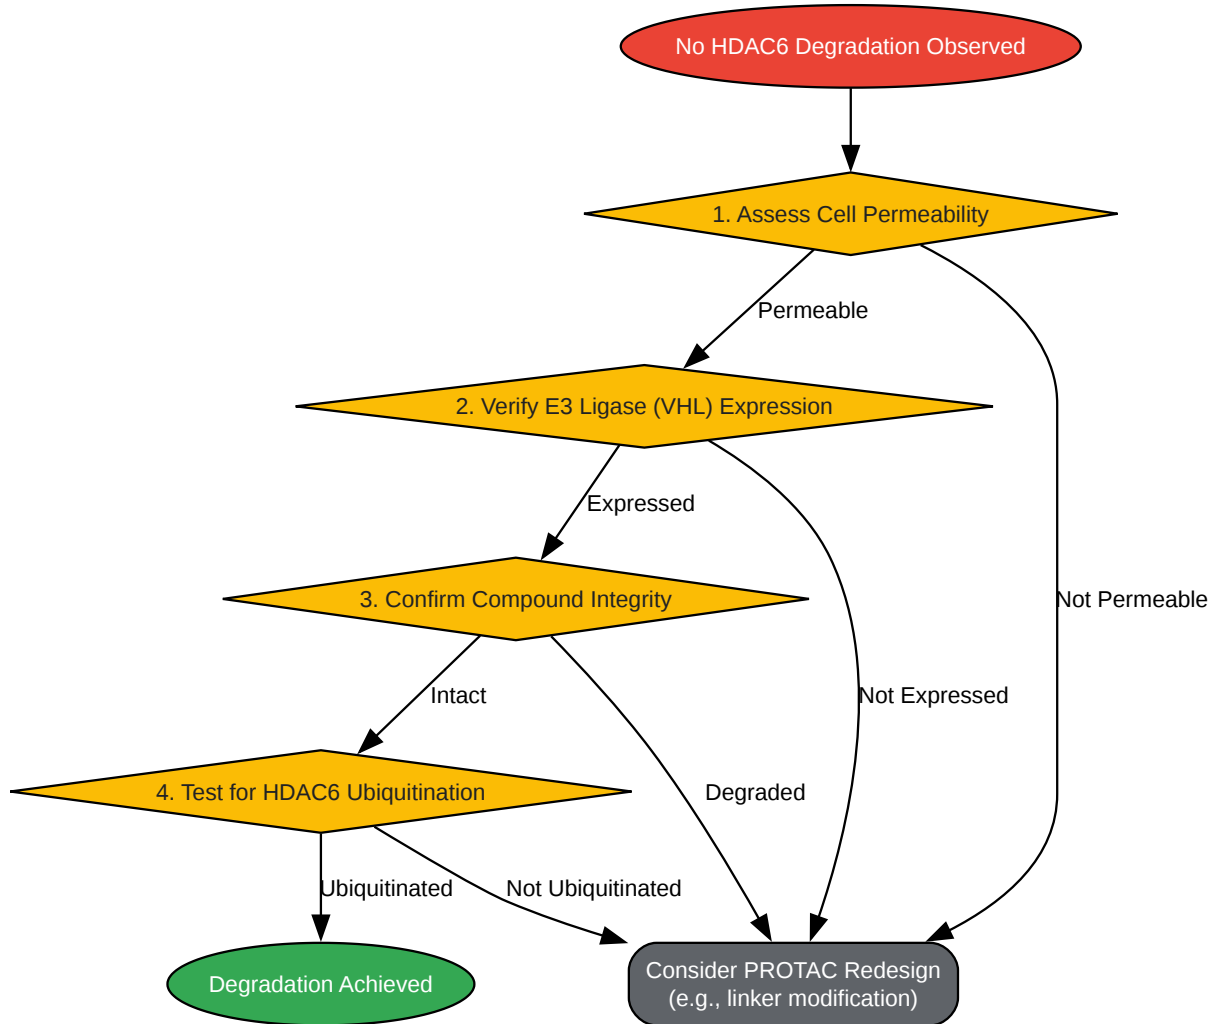 No HDAC6 Degradation Observed
1. Assess Cell Permeability
Permeable
2. Verify E3 Ligase (VHL) Expression
Expressed
3. Confirm Compound Integrity
Not Permeable
Intact
Not Expressed
4. Test for HDAC6 Ubiquitination
Degraded
Ubiquitinated
Not Ubiquitinated
Degradation Achieved
Consider PROTAC Redesign
(e.g., linker modification)